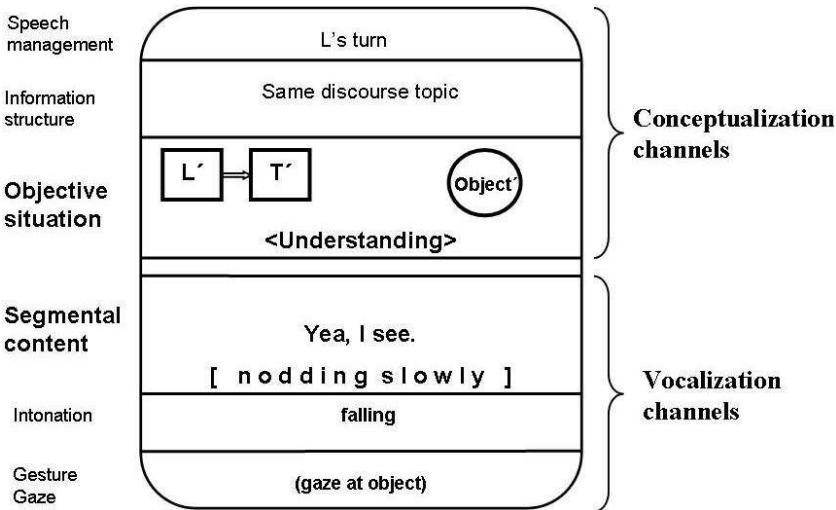 Speech
management
L's turn
Information
structure
Same discourse topic
Conceptualization
channels
Objective
situation
L´
T´
Object´
<Understanding>
Segmental
content
Yea, I see.
[ nodding slowly ]
Vocalization
channels
Intonation
falling
Gesture
Gaze
(gaze at object)